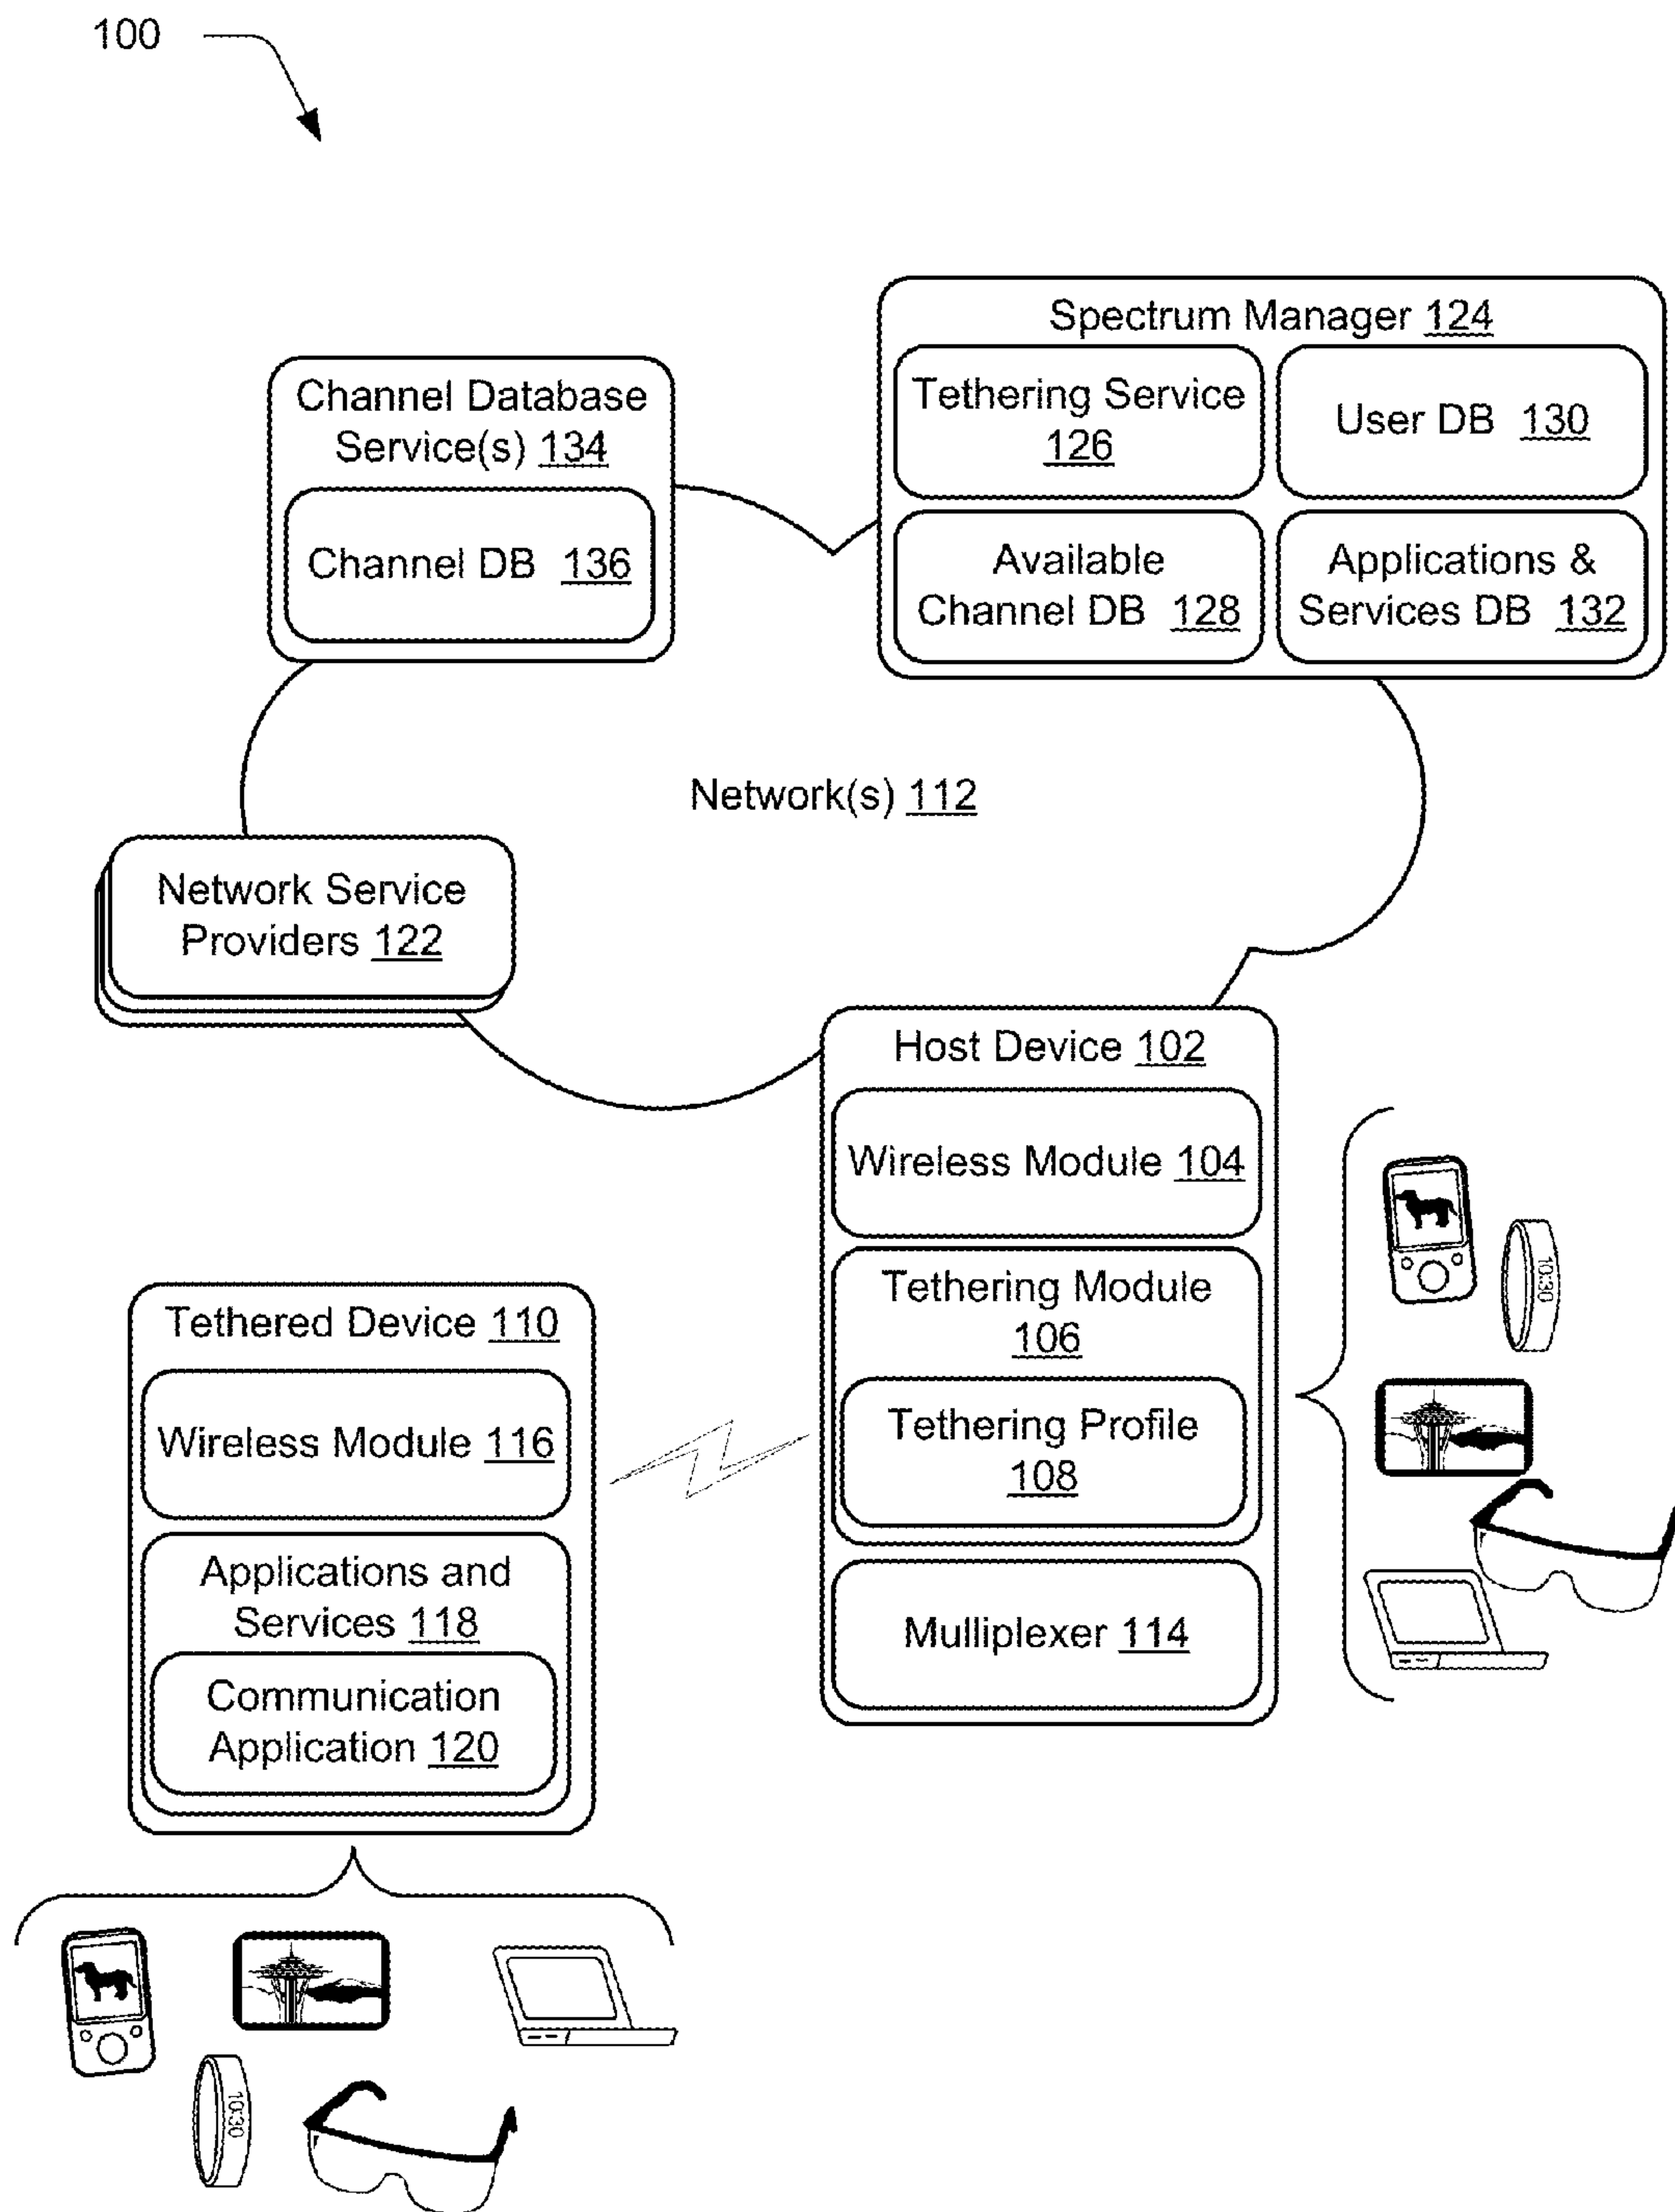 100
Spectrum Manager 124
Tethering Service
126
User DB 130
Available
Channel DB 128
Applications &
Services DB 132
Channel Database
Service(s) 134
Channel DB 136
Network(s) 112
Network Service
Providers 122
Host Device 102
Wireless Module 104
Tethering Module
106
Tethering Profile
108
Mulliplexer 114
10:30
Tethered Device 110
Wireless Module 116
Applications and
Services 118
Communication
Application 120
10:30